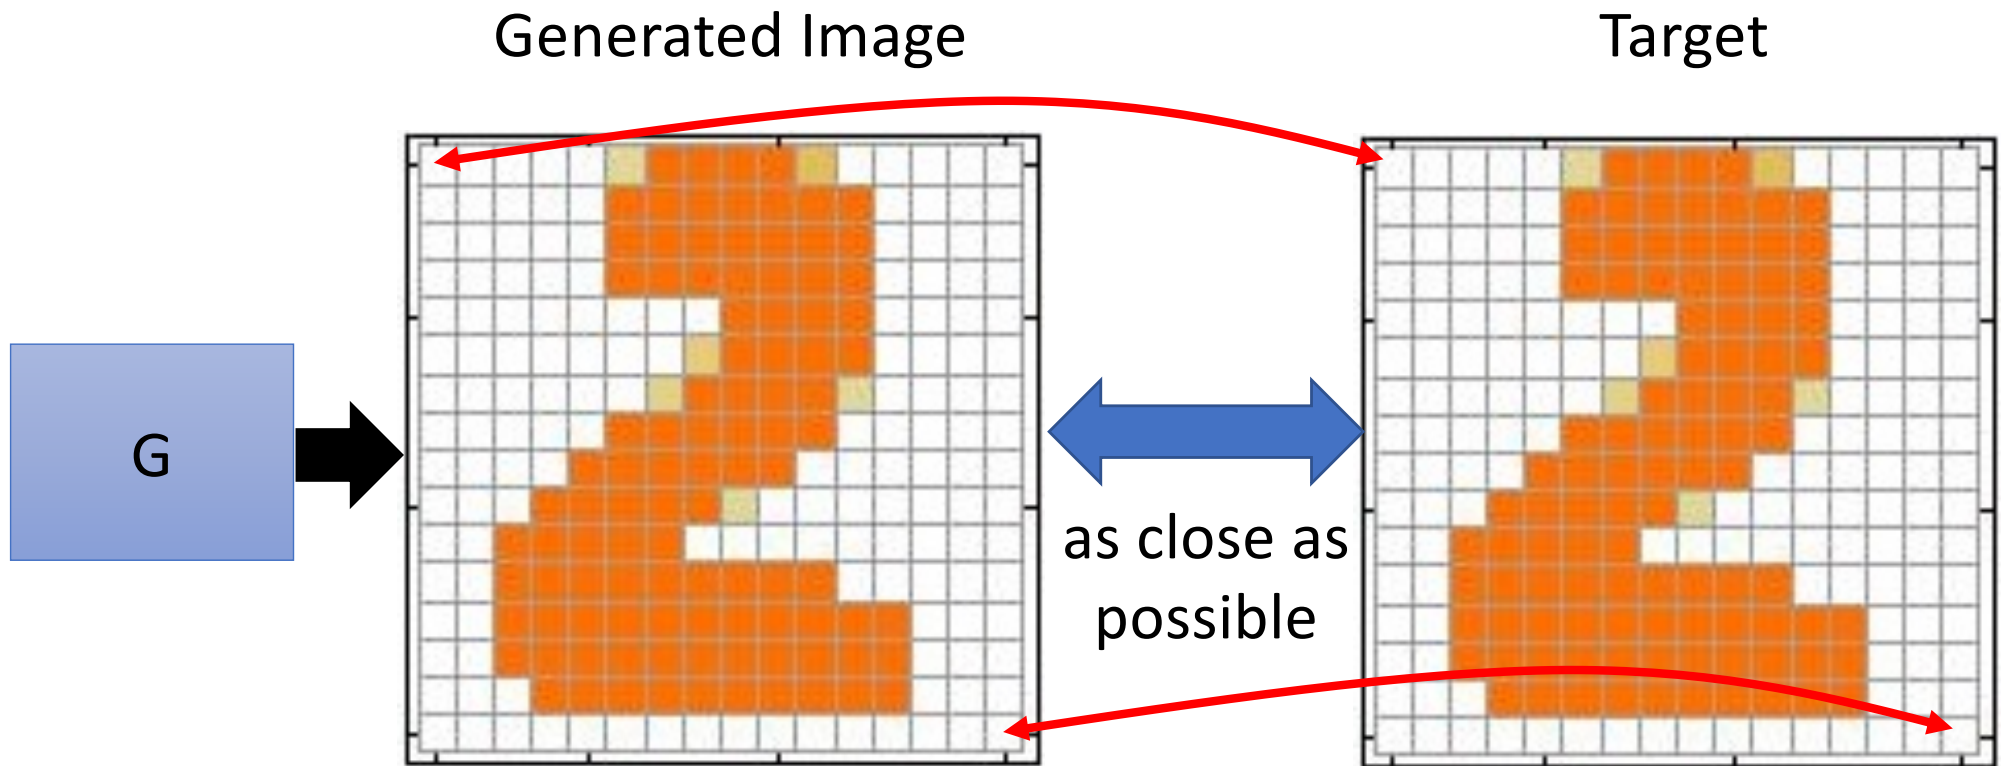 Generated Image
Target
G
as close as
possible